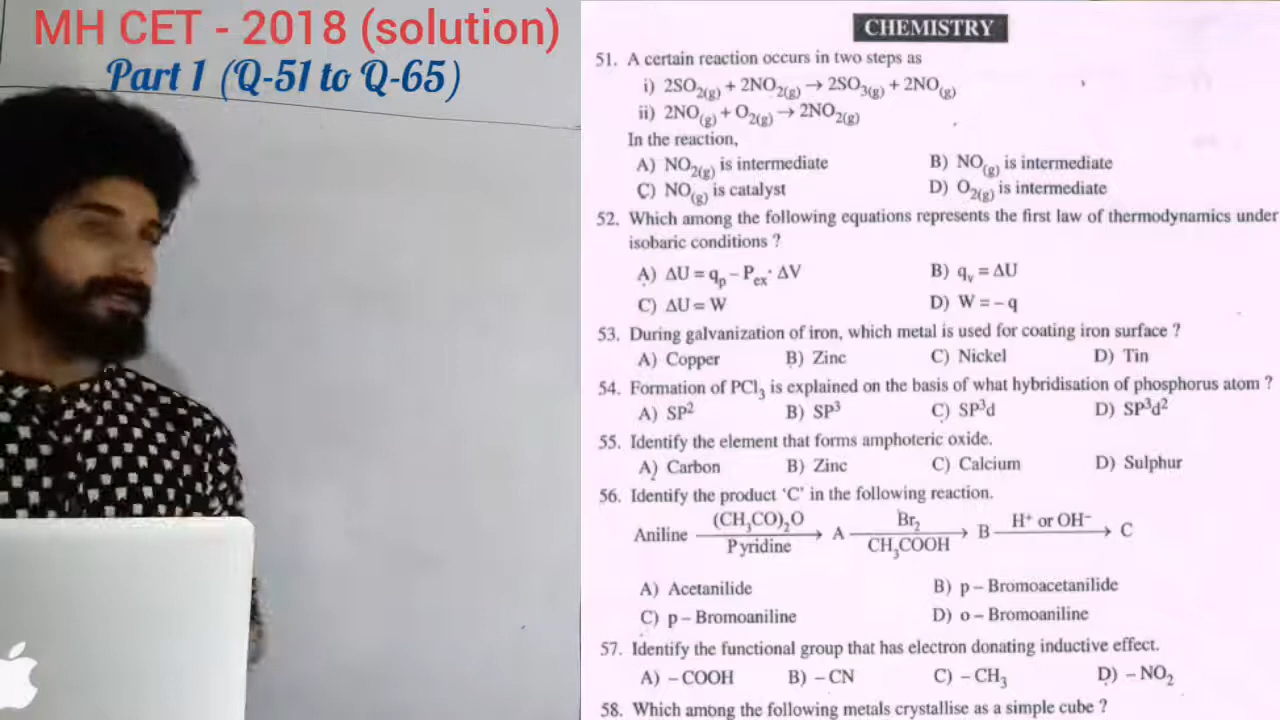 MH CET - 2018 (solution)
Part 1 (Q-51 to Q-65)
CHEMISTRY
51. A certain reaction occurs in two steps as
i) 2SO₂(g) + 2NO₂(g) → 2SO₃(g) + 2NO(g)
ii) 2NO(g) + O₂(g) → 2NO₂(g)
In the reaction,
A) NO₂(g) is intermediate B) NO(g) is intermediate
C) NO(g) is catalyst D) O₂(g) is intermediate
52. Which among the following equations represents the first law of thermodynamics under
isobaric conditions ?
A) ΔU = qp – Pex· ΔV B) qv = ΔU
C) ΔU = W D) W = – q
53. During galvanization of iron, which metal is used for coating iron surface ?
A) Copper B) Zinc C) Nickel D) Tin
54. Formation of PCl₃ is explained on the basis of what hybridisation of phosphorus atom ?
A) SP² B) SP³ C) SP³d D) SP³d²
55. Identify the element that forms amphoteric oxide.
A) Carbon B) Zinc C) Calcium D) Sulphur
56. Identify the product 'C' in the following reaction.
Aniline (CH₃CO)₂O Pyridine → A Br₂ CH₃COOH → B H⁺ or OH⁻ → C
A) Acetanilide B) p – Bromoacetanilide
C) p – Bromoaniline D) o – Bromoaniline
57. Identify the functional group that has electron donating inductive effect.
A) – COOH B) – CN C) – CH₃ D) – NO₂
58. Which among the following metals crystallise as a simple cube ?